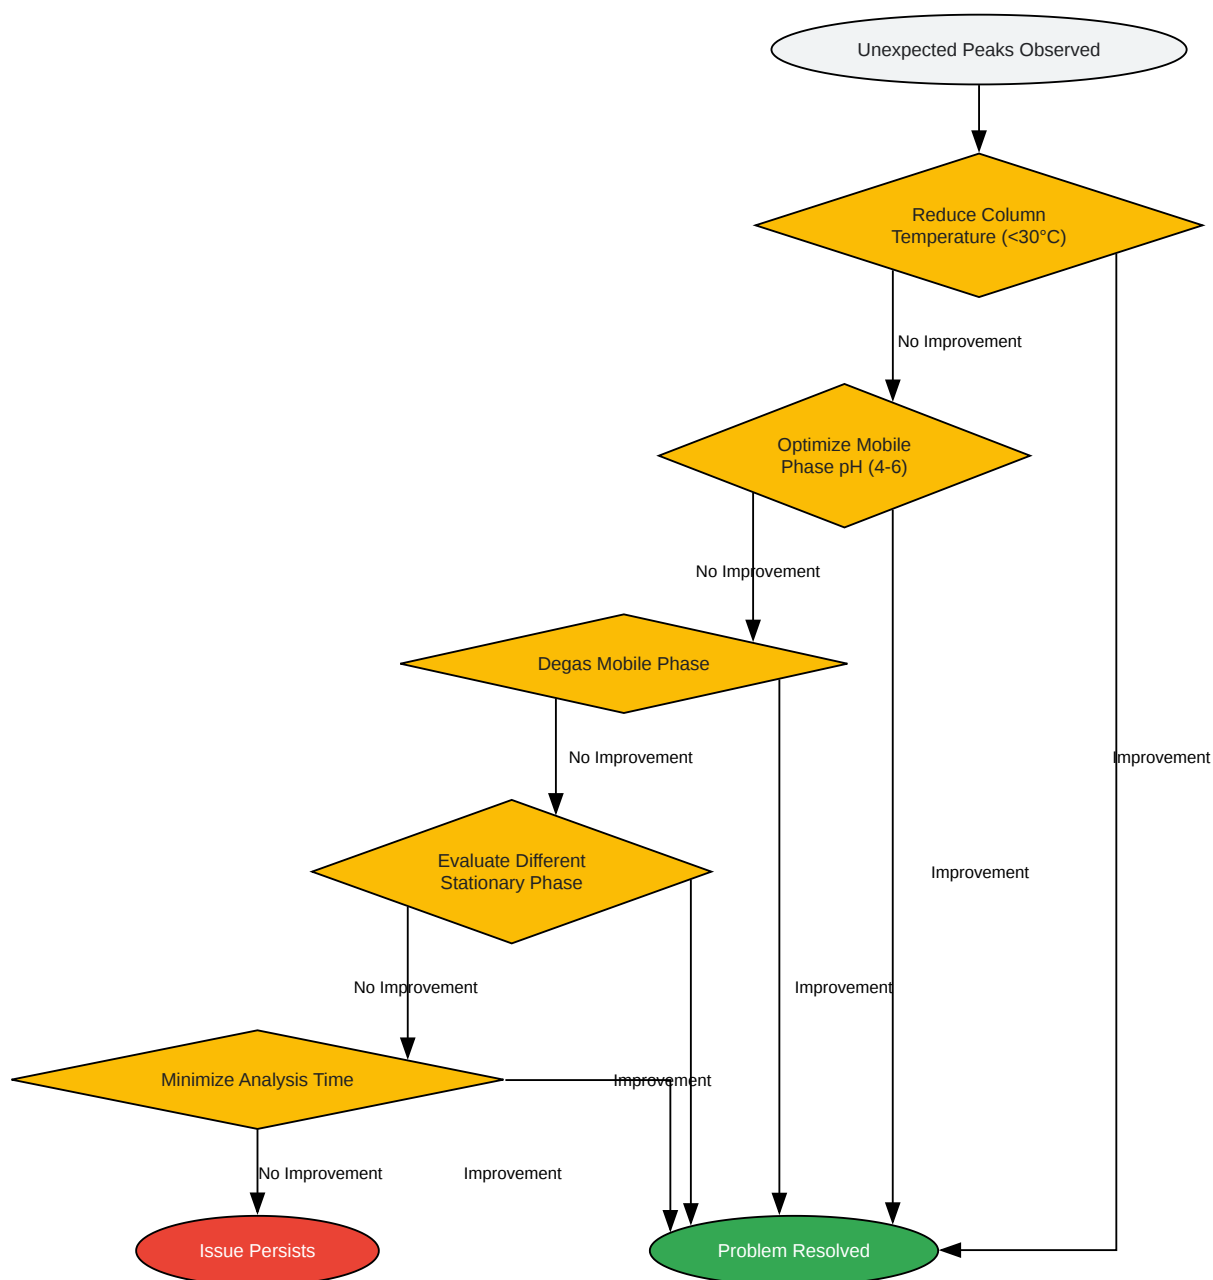 Unexpected Peaks Observed
Reduce Column
Temperature (<30°C)
No Improvement
Optimize Mobile
Phase pH (4-6)
No Improvement
Degas Mobile Phase
No Improvement
Improvement
Evaluate Different
Stationary Phase
Improvement
No Improvement
Improvement
Minimize Analysis Time
Improvement
No Improvement
Improvement
Issue Persists
Problem Resolved